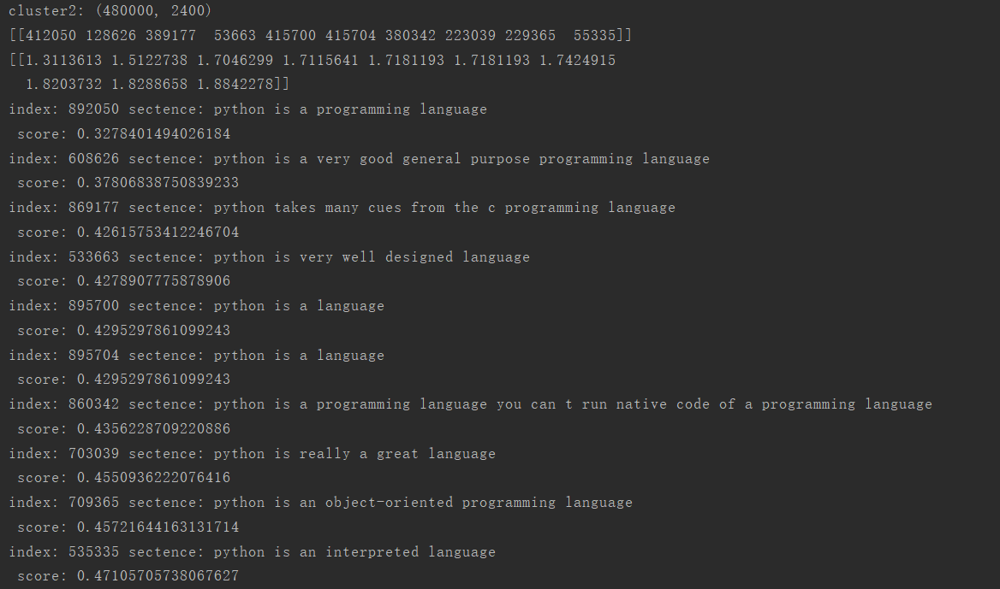 cluster2: (480000, 2400)
[[412050 128626 389177  53663 415700 415704 380342 223039 229365  55335]]
[[1.3113613 1.5122738 1.7046299 1.7115641 1.7181193 1.7181193 1.7424915
  1.8203732 1.8288658 1.8842278]]
index: 892050 sectence: python is a programming language
 score: 0.3278401494026184
index: 608626 sectence: python is a very good general purpose programming language
 score: 0.37806838750839233
index: 869177 sectence: python takes many cues from the c programming language
 score: 0.42615753412246704
index: 533663 sectence: python is very well designed language
 score: 0.4278907775878906
index: 895700 sectence: python is a language
 score: 0.4295297861099243
index: 895704 sectence: python is a language
 score: 0.4295297861099243
index: 860342 sectence: python is a programming language you can t run native code of a programming language
 score: 0.4356228709220886
index: 703039 sectence: python is really a great language
 score: 0.4550936222076416
index: 709365 sectence: python is an object-oriented programming language
 score: 0.45721644163131714
index: 535335 sectence: python is an interpreted language
 score: 0.47105705738067627